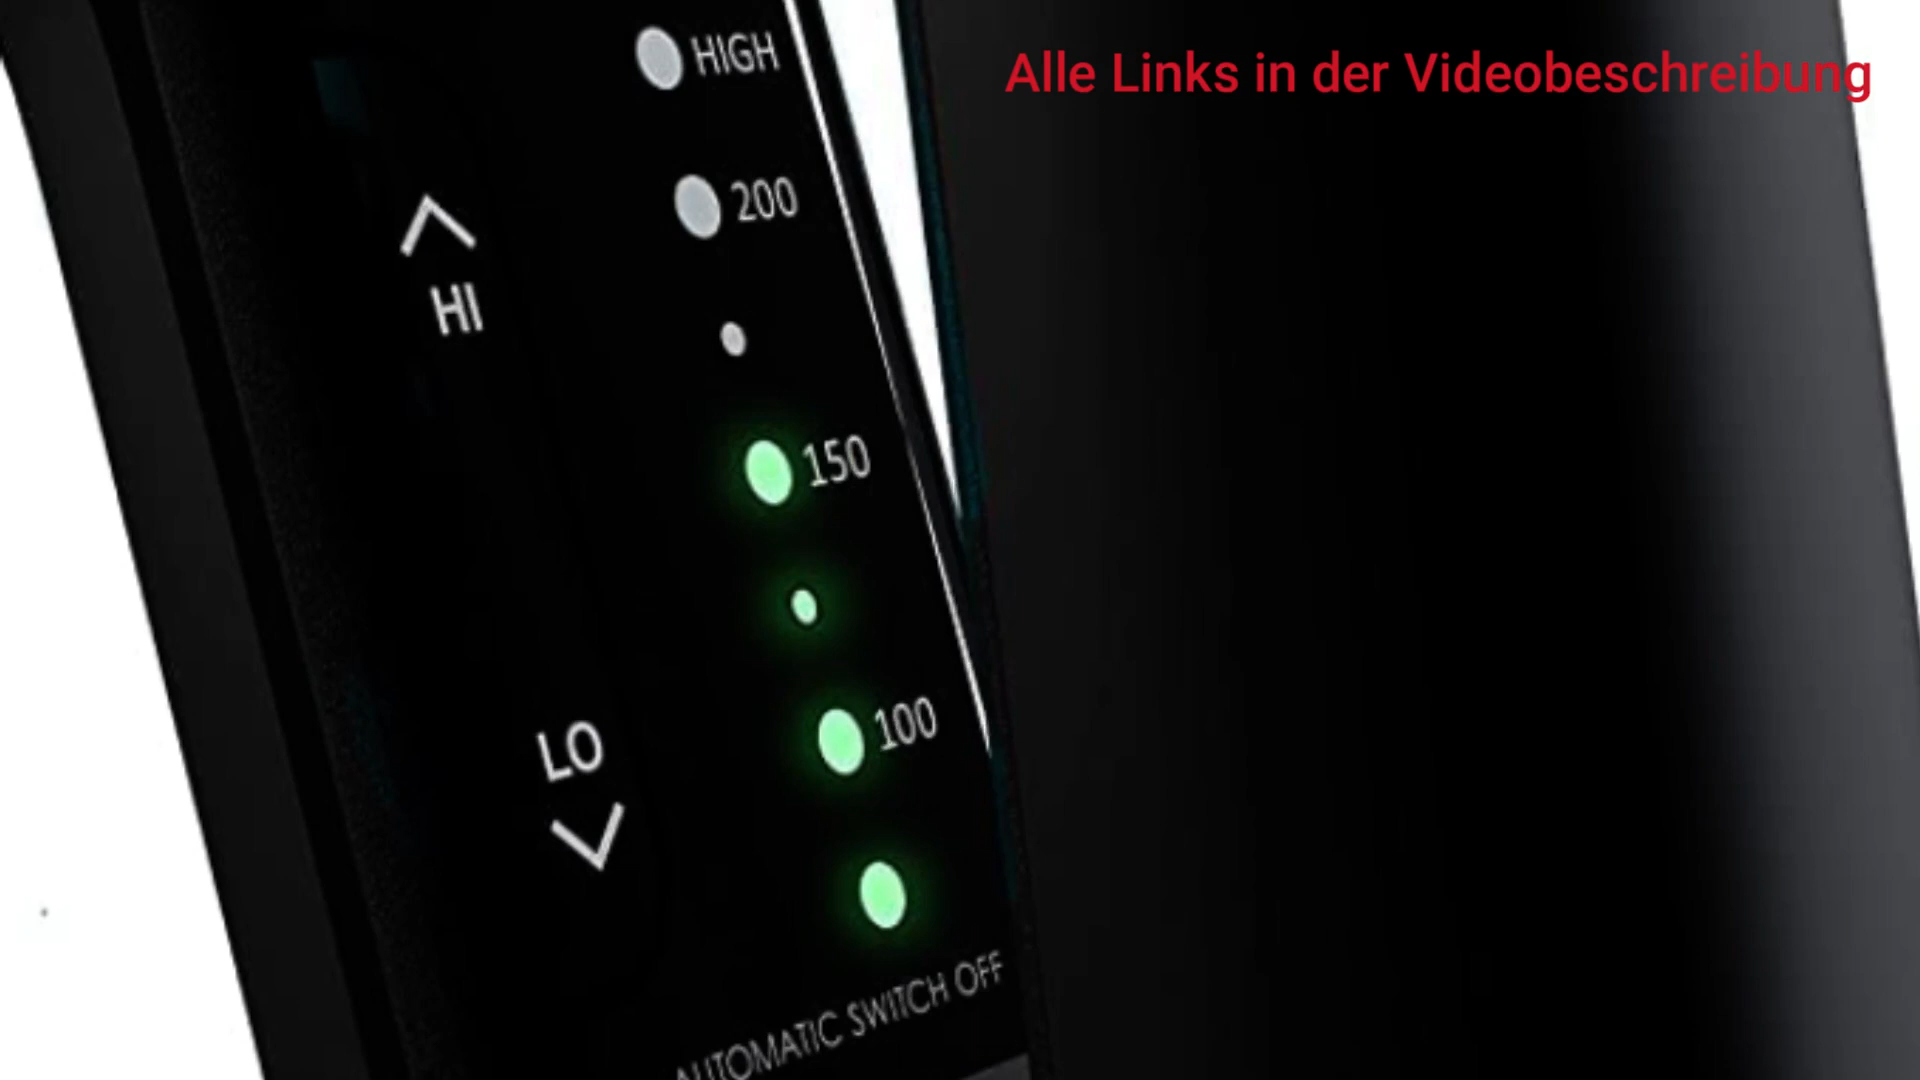 Alle Links in der Videobeschreibung
HIGH
200
HI
150
100
LO
AUTOMATIC SWITCH OFF